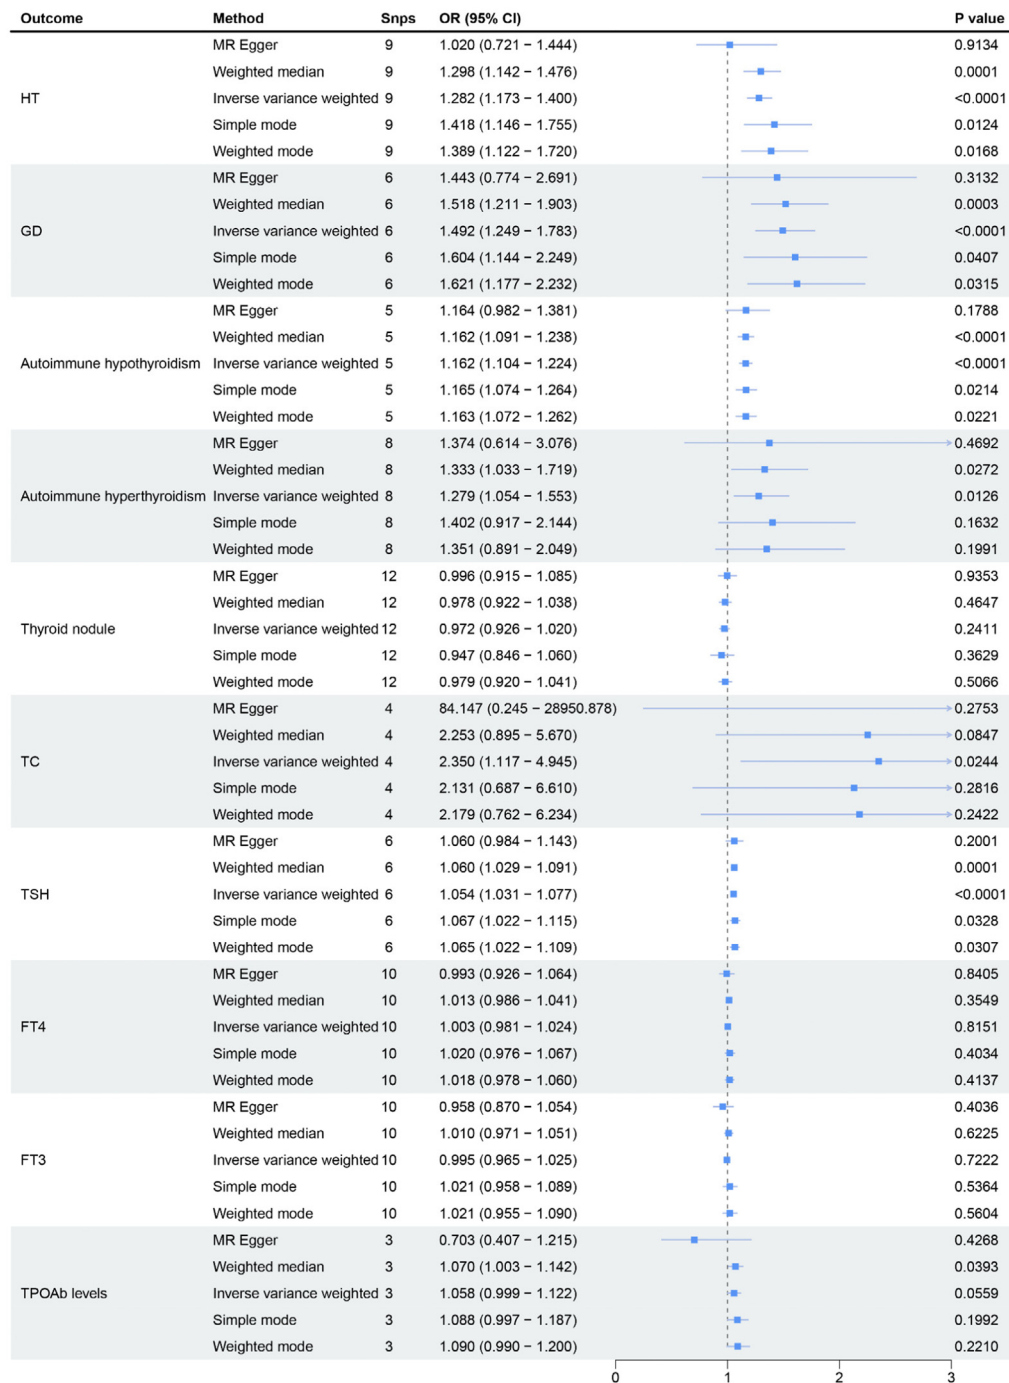 Outcome Method Snps OR (95% CI) P value
MR Egger 9 1.020 (0.721 − 1.444) 0.9134
Weighted median 9 1.298 (1.142 − 1.476) 0.0001
HT Inverse variance weighted 9 1.282 (1.173 − 1.400) <0.0001
Simple mode 9 1.418 (1.146 − 1.755) 0.0124
Weighted mode 9 1.389 (1.122 − 1.720) 0.0168
MR Egger 6 1.443 (0.774 − 2.691) 0.3132
Weighted median 6 1.518 (1.211 − 1.903) 0.0003
GD Inverse variance weighted 6 1.492 (1.249 − 1.783) <0.0001
Simple mode 6 1.604 (1.144 − 2.249) 0.0407
Weighted mode 6 1.621 (1.177 − 2.232) 0.0315
MR Egger 5 1.164 (0.982 − 1.381) 0.1788
Weighted median 5 1.162 (1.091 − 1.238) <0.0001
Autoimmune hypothyroidism Inverse variance weighted 5 1.162 (1.104 − 1.224) <0.0001
Simple mode 5 1.165 (1.074 − 1.264) 0.0214
Weighted mode 5 1.163 (1.072 − 1.262) 0.0221
MR Egger 8 1.374 (0.614 − 3.076) 0.4692
Weighted median 8 1.333 (1.033 − 1.719) 0.0272
Autoimmune hyperthyroidism Inverse variance weighted 8 1.279 (1.054 − 1.553) 0.0126
Simple mode 8 1.402 (0.917 − 2.144) 0.1632
Weighted mode 8 1.351 (0.891 − 2.049) 0.1991
MR Egger 12 0.996 (0.915 − 1.085) 0.9353
Weighted median 12 0.978 (0.922 − 1.038) 0.4647
Thyroid nodule Inverse variance weighted 12 0.972 (0.926 − 1.020) 0.2411
Simple mode 12 0.947 (0.846 − 1.060) 0.3629
Weighted mode 12 0.979 (0.920 − 1.041) 0.5066
MR Egger 4 84.147 (0.245 − 28950.878) 0.2753
Weighted median 4 2.253 (0.895 − 5.670) 0.0847
TC Inverse variance weighted 4 2.350 (1.117 − 4.945) 0.0244
Simple mode 4 2.131 (0.687 − 6.610) 0.2816
Weighted mode 4 2.179 (0.762 − 6.234) 0.2422
MR Egger 6 1.060 (0.984 − 1.143) 0.2001
Weighted median 6 1.060 (1.029 − 1.091) 0.0001
TSH Inverse variance weighted 6 1.054 (1.031 − 1.077) <0.0001
Simple mode 6 1.067 (1.022 − 1.115) 0.0328
Weighted mode 6 1.065 (1.022 − 1.109) 0.0307
MR Egger 10 0.993 (0.926 − 1.064) 0.8405
Weighted median 10 1.013 (0.986 − 1.041) 0.3549
FT4 Inverse variance weighted 10 1.003 (0.981 − 1.024) 0.8151
Simple mode 10 1.020 (0.976 − 1.067) 0.4034
Weighted mode 10 1.018 (0.978 − 1.060) 0.4137
MR Egger 10 0.958 (0.870 − 1.054) 0.4036
Weighted median 10 1.010 (0.971 − 1.051) 0.6225
FT3 Inverse variance weighted 10 0.995 (0.965 − 1.025) 0.7222
Simple mode 10 1.021 (0.958 − 1.089) 0.5364
Weighted mode 10 1.021 (0.955 − 1.090) 0.5604
MR Egger 3 0.703 (0.407 − 1.215) 0.4268
Weighted median 3 1.070 (1.003 − 1.142) 0.0393
TPOAb levels Inverse variance weighted 3 1.058 (0.999 − 1.122) 0.0559
Simple mode 3 1.088 (0.997 − 1.187) 0.1992
Weighted mode 3 1.090 (0.990 − 1.200) 0.2210
0 1 2 3